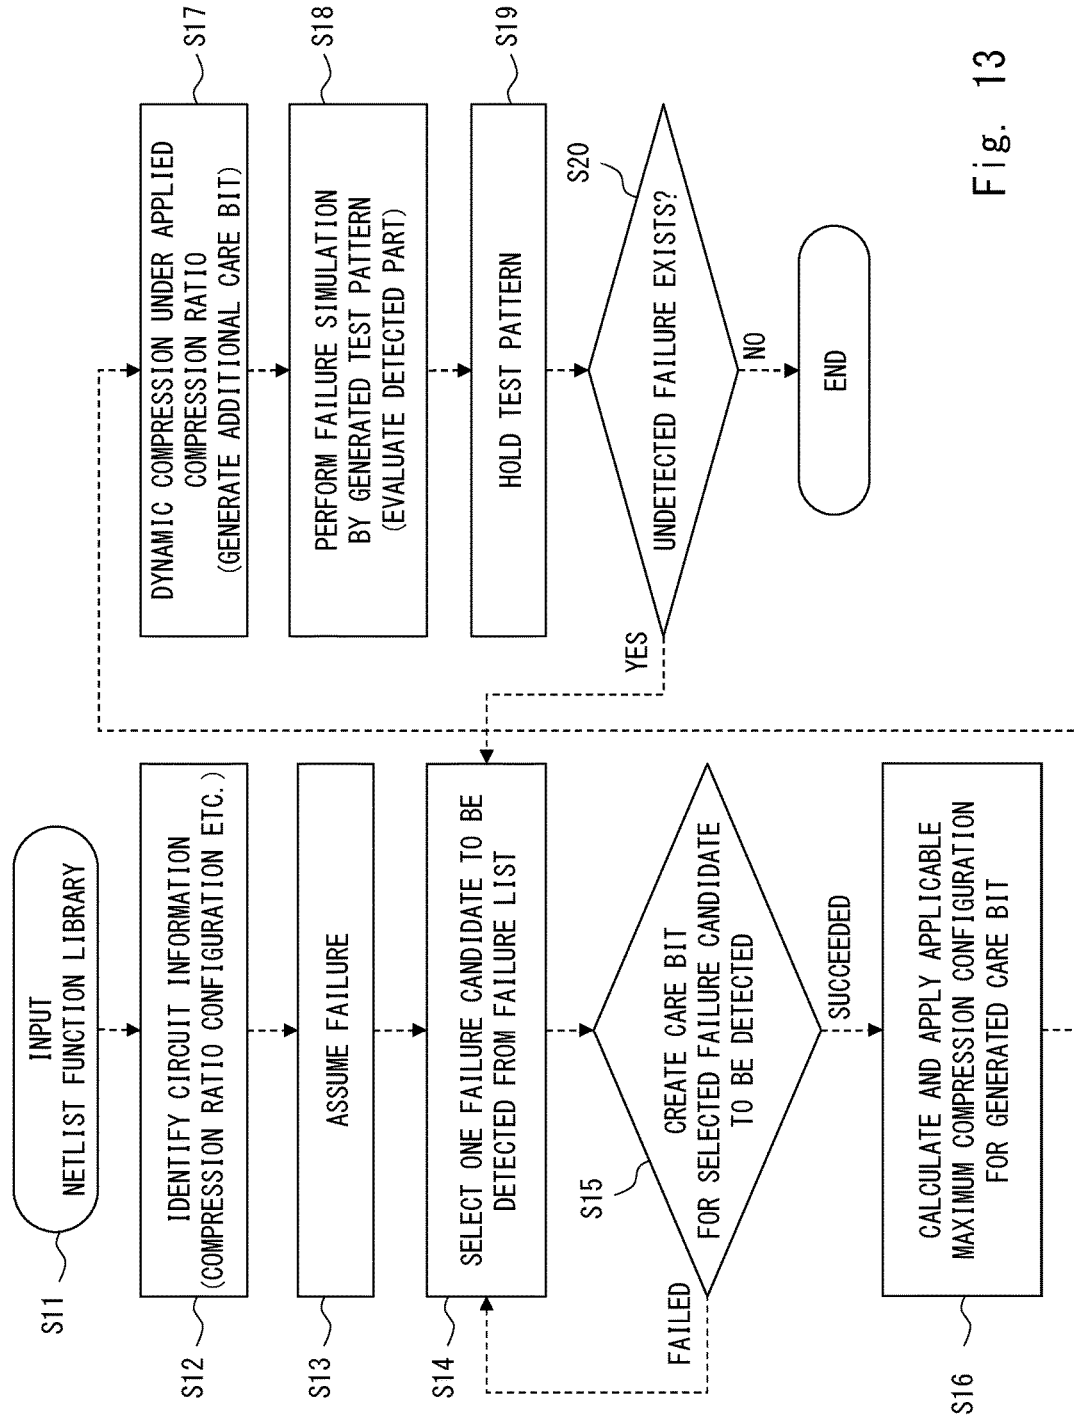 INPUT
NETLIST FUNCTION LIBRARY
S11
IDENTIFY CIRCUIT INFORMATION
(COMPRESSION RATIO CONFIGURATION ETC.)
S12
ASSUME FAILURE
S13
SELECT ONE FAILURE CANDIDATE TO BE
DETECTED FROM FAILURE LIST
S14
CREATE CARE BIT
FOR SELECTED FAILURE CANDIDATE
TO BE DETECTED
S15
FAILED
SUCCEEDED
CALCULATE AND APPLY APPLICABLE
MAXIMUM COMPRESSION CONFIGURATION
FOR GENERATED CARE BIT
S16
DYNAMIC COMPRESSION UNDER APPLIED
COMPRESSION RATIO
(GENERATE ADDITIONAL CARE BIT)
S17
PERFORM FAILURE SIMULATION
BY GENERATED TEST PATTERN
(EVALUATE DETECTED PART)
S18
HOLD TEST PATTERN
S19
UNDETECTED FAILURE EXISTS?
S20
YES
NO
END
Fig. 13